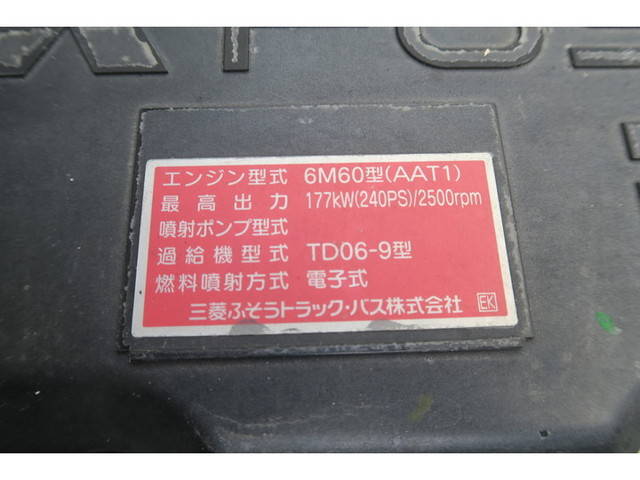 エンジン型式 6M60型(AAT1)
最高出力 177kW(240PS)/2500rpm
噴射ポンプ型式
過給機型式 TD06-9型
燃料噴射方式 電子式
三菱ふそうトラック・バス株式会社 EK